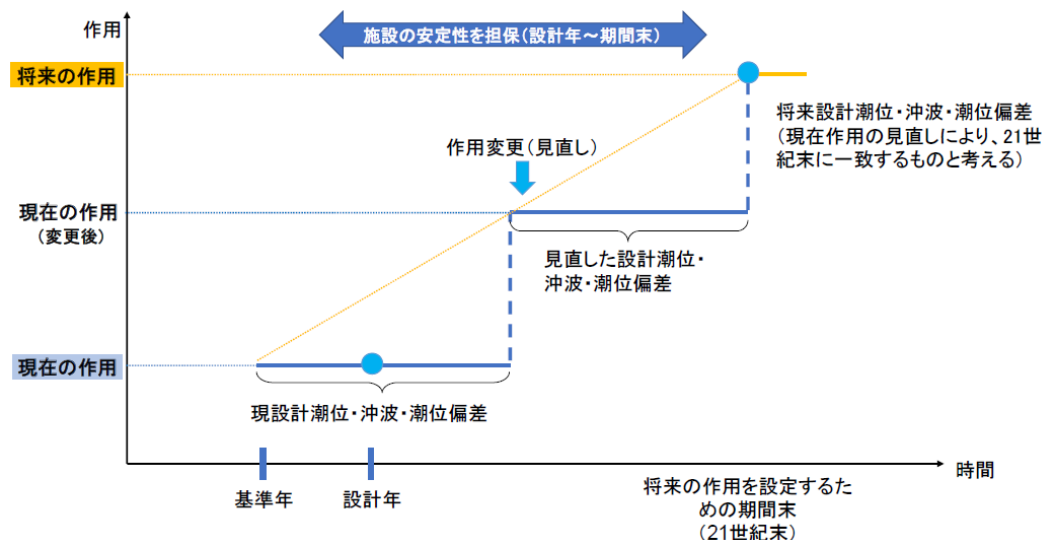 作用
施設の安定性を担保(設計年～期間末)
将来の作用
将来設計潮位・沖波・潮位偏差
(現在作用の見直しにより、21世
紀末に一致するものと考える)
作用変更(見直し)
現在の作用
(変更後)
見直した設計潮位・
沖波・潮位偏差
現在の作用
現設計潮位・沖波・潮位偏差
時間
基準年
設計年
将来の作用を設定するた
めの期間末
(21世紀末)